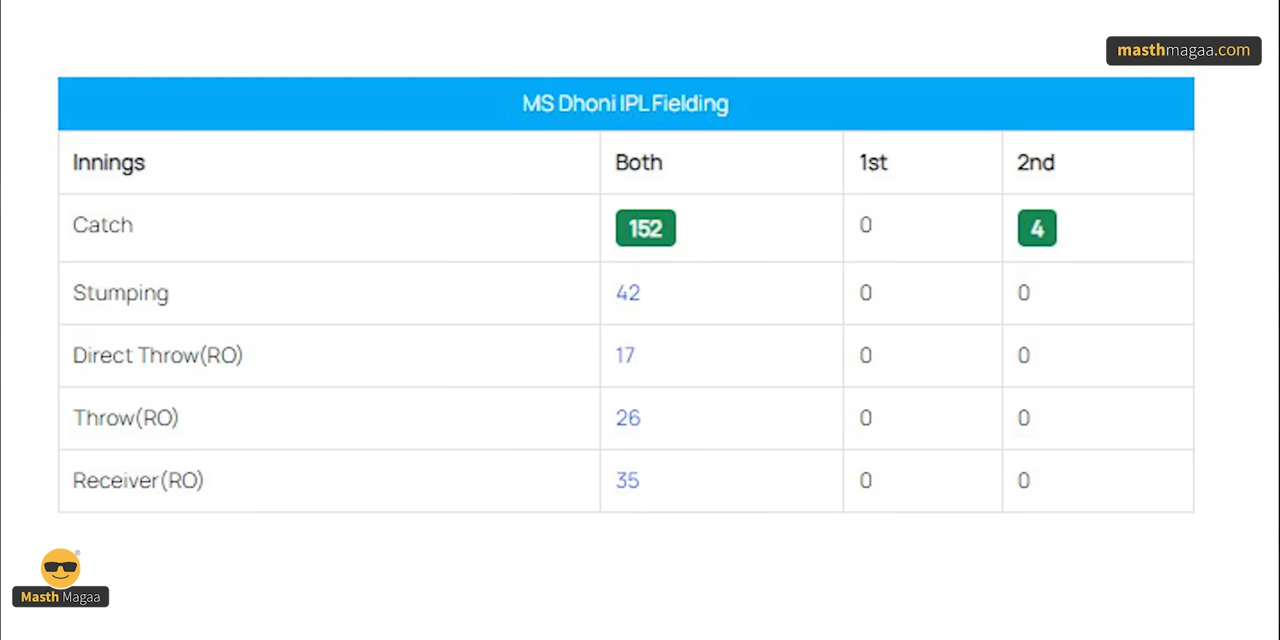 masthmagaa.com
MS Dhoni IPL Fielding
Innings Both 1st 2nd
Catch 152 0 4
Stumping 42 0 0
Direct Throw(RO) 17 0 0
Throw(RO) 26 0 0
Receiver(RO) 35 0 0
®
Masth Magaa